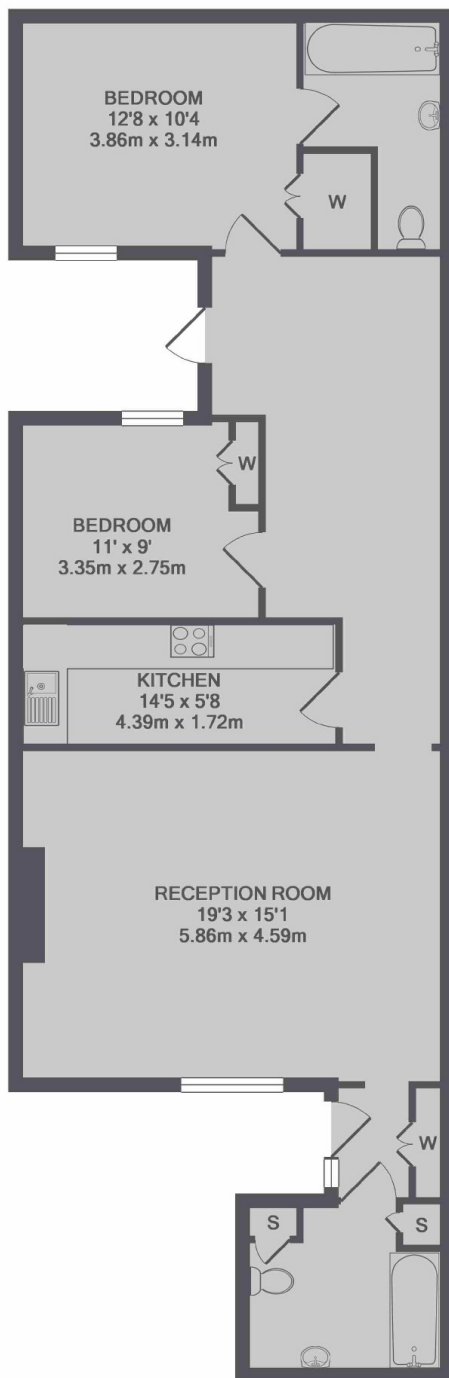 BEDROOM
12'8 x 10'4
3.86m x 3.14m
W
W
BEDROOM
11' x 9'
3.35m x 2.75m
KITCHEN
14'5 x 5'8
4.39m x 1.72m
RECEPTION ROOM
19'3 x 15'1
5.86m x 4.59m
W
S
S